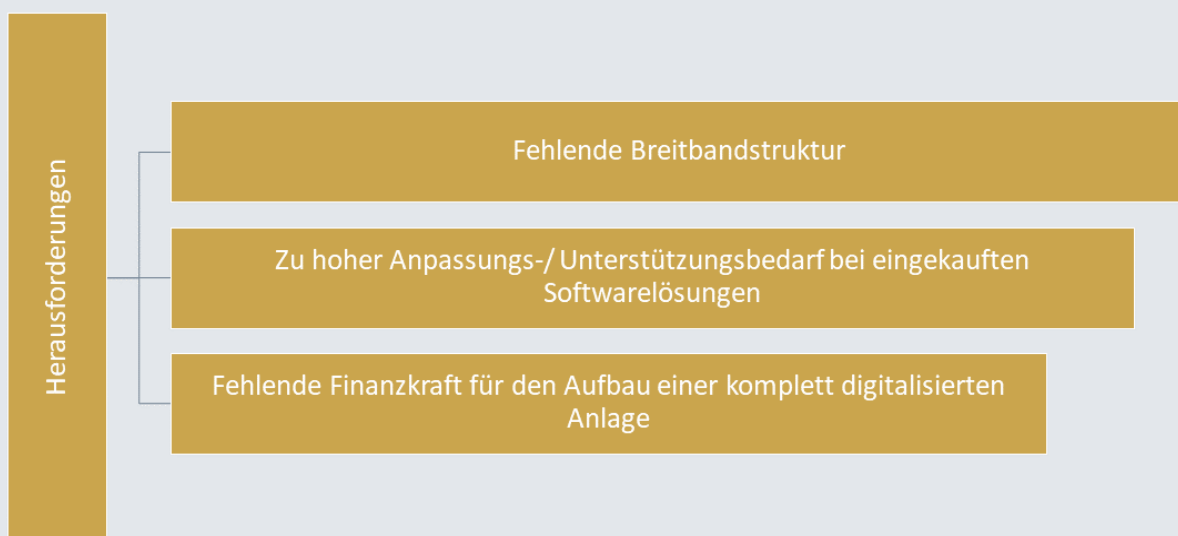 Herausforderungen
Fehlende Breitbandstruktur
Zu hoher Anpassungs-/ Unterstützungsbedarf bei eingekauften
Softwarelösungen
Fehlende Finanzkraft für den Aufbau einer komplett digitalisierten
Anlage